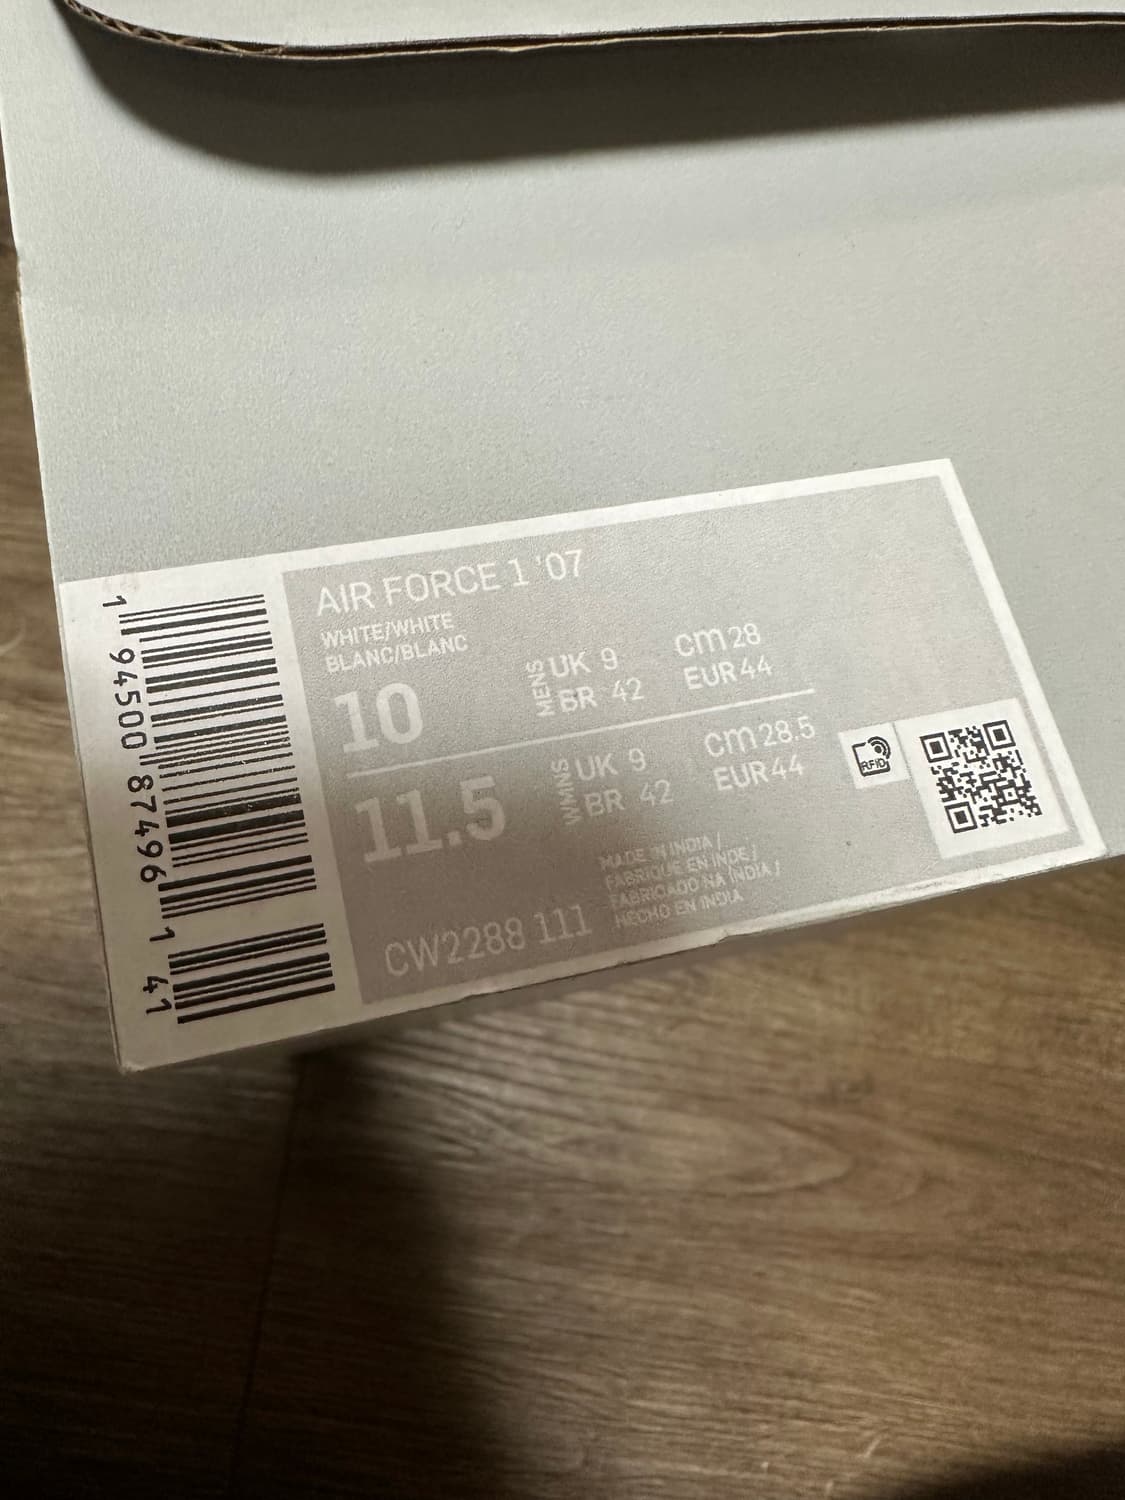 AIR FORCE 1 '07
WHITE/WHITE
BLANC/BLANC
10 MENS UK 9 cm 28
BR 42 EUR 44
11.5 WMNS UK 9 cm 28.5
BR 42 EUR 44
RFID
MADE IN INDIA /
FABRIQUE EN INDE /
FABRICADO NA ÍNDIA /
HECHO EN INDIA
CW2288 111
1 94500 87496 1 41